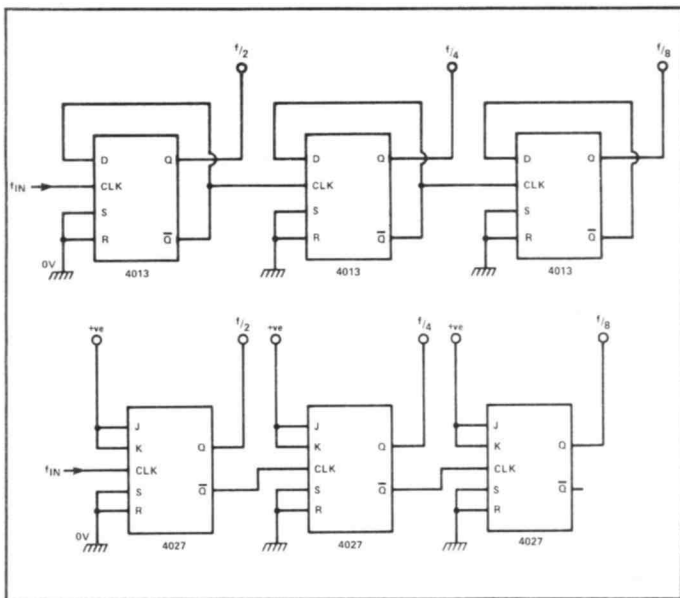 f/2
f/4
f/8
D Q
D Q
D Q
fIN CLK
CLK
CLK
S
S
S
R Q̅
R Q̅
R Q̅
0V
4013
4013
4013
+ve
f/2
+ve
f/4
+ve
f/8
J
J
J
K Q
K Q
K Q
fIN CLK
CLK
CLK
S Q̅
S Q̅
S Q̅
R
R
R
0V
4027
4027
4027